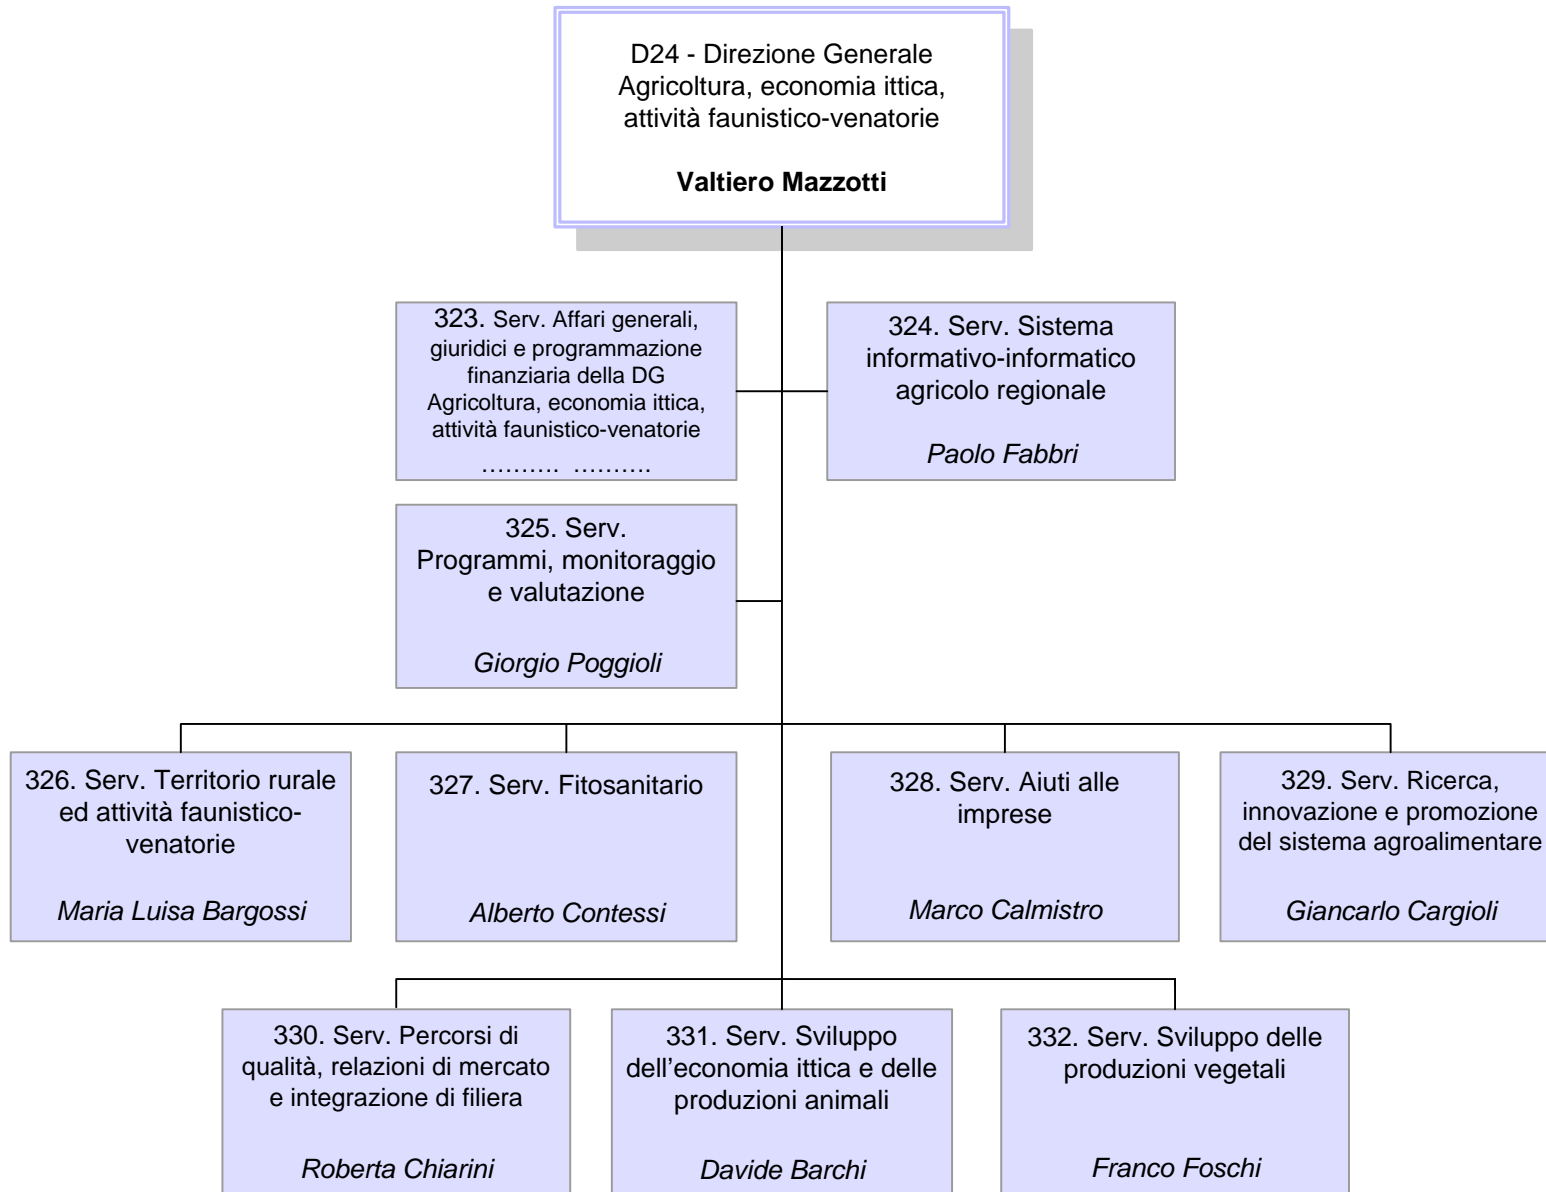 D24 - Direzione Generale
Agricoltura, economia ittica,
attività faunistico-venatorie
Valtiero Mazzotti
323. Serv. Affari generali,
giuridici e programmazione
finanziaria della DG
Agricoltura, economia ittica,
attività faunistico-venatorie
………. ……….
324. Serv. Sistema
informativo-informatico
agricolo regionale
Paolo Fabbri
325. Serv.
Programmi, monitoraggio
e valutazione
Giorgio Poggioli
326. Serv. Territorio rurale
ed attività faunistico-
venatorie
Maria Luisa Bargossi
327. Serv. Fitosanitario
Alberto Contessi
328. Serv. Aiuti alle
imprese
Marco Calmistro
329. Serv. Ricerca,
innovazione e promozione
del sistema agroalimentare
Giancarlo Cargioli
330. Serv. Percorsi di
qualità, relazioni di mercato
e integrazione di filiera
Roberta Chiarini
331. Serv. Sviluppo
dell’economia ittica e delle
produzioni animali
Davide Barchi
332. Serv. Sviluppo delle
produzioni vegetali
Franco Foschi